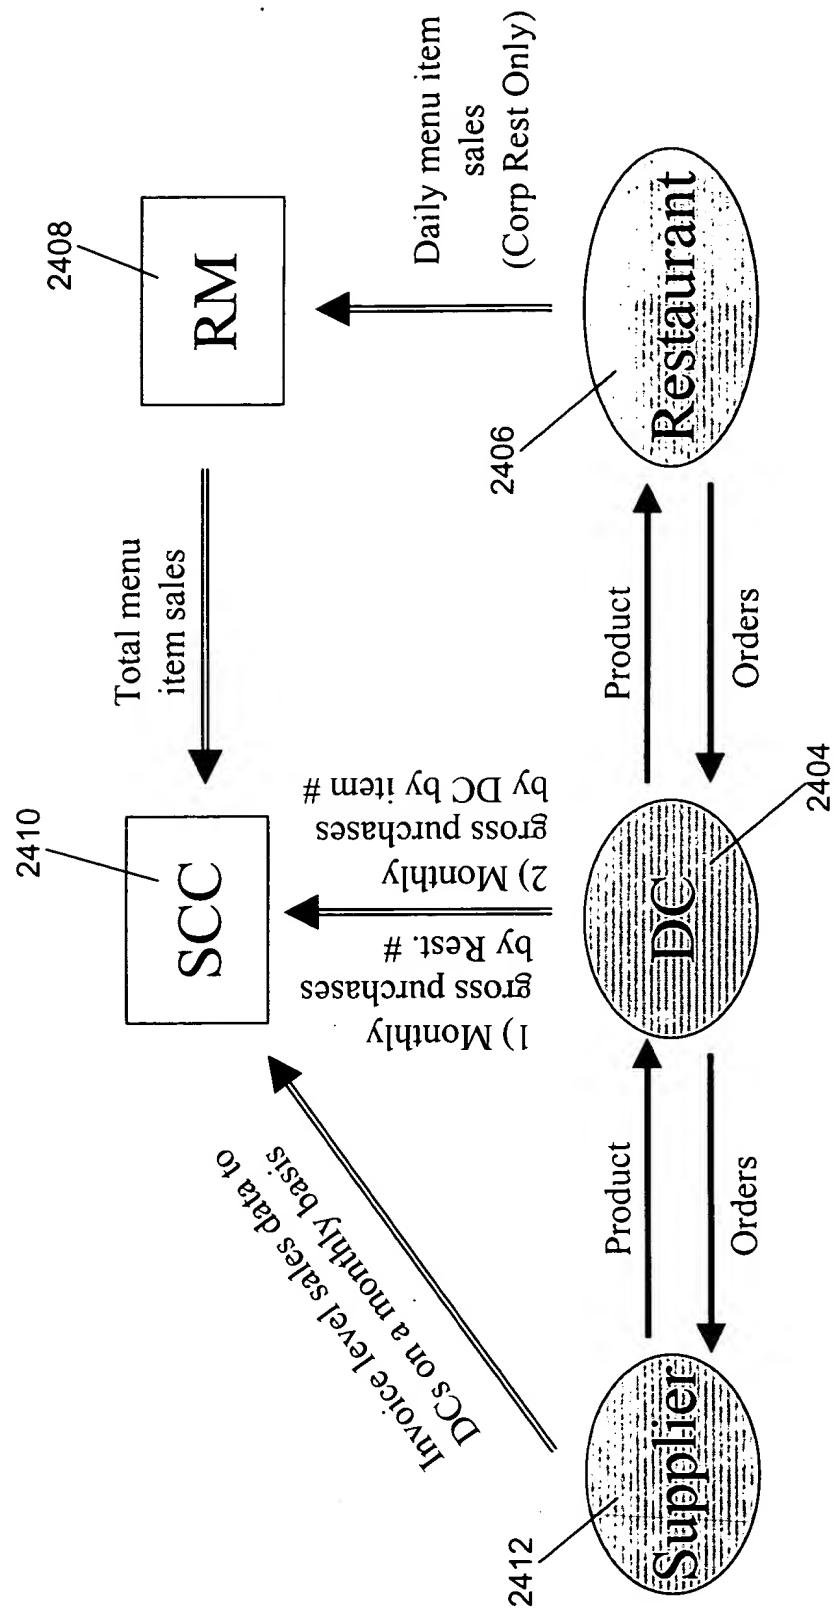 2410
SCC
Total menu
item sales
2408
RM
Invoice level sales data to
DCs on a monthly basis
1) Monthly
gross purchases
by Rest. #
2) Monthly
gross purchases
by DC by item #
Daily menu item
sales
(Corp Rest Only)
2412
Supplier
Product
Orders
DC
2404
Product
Orders
2406
Restaurant